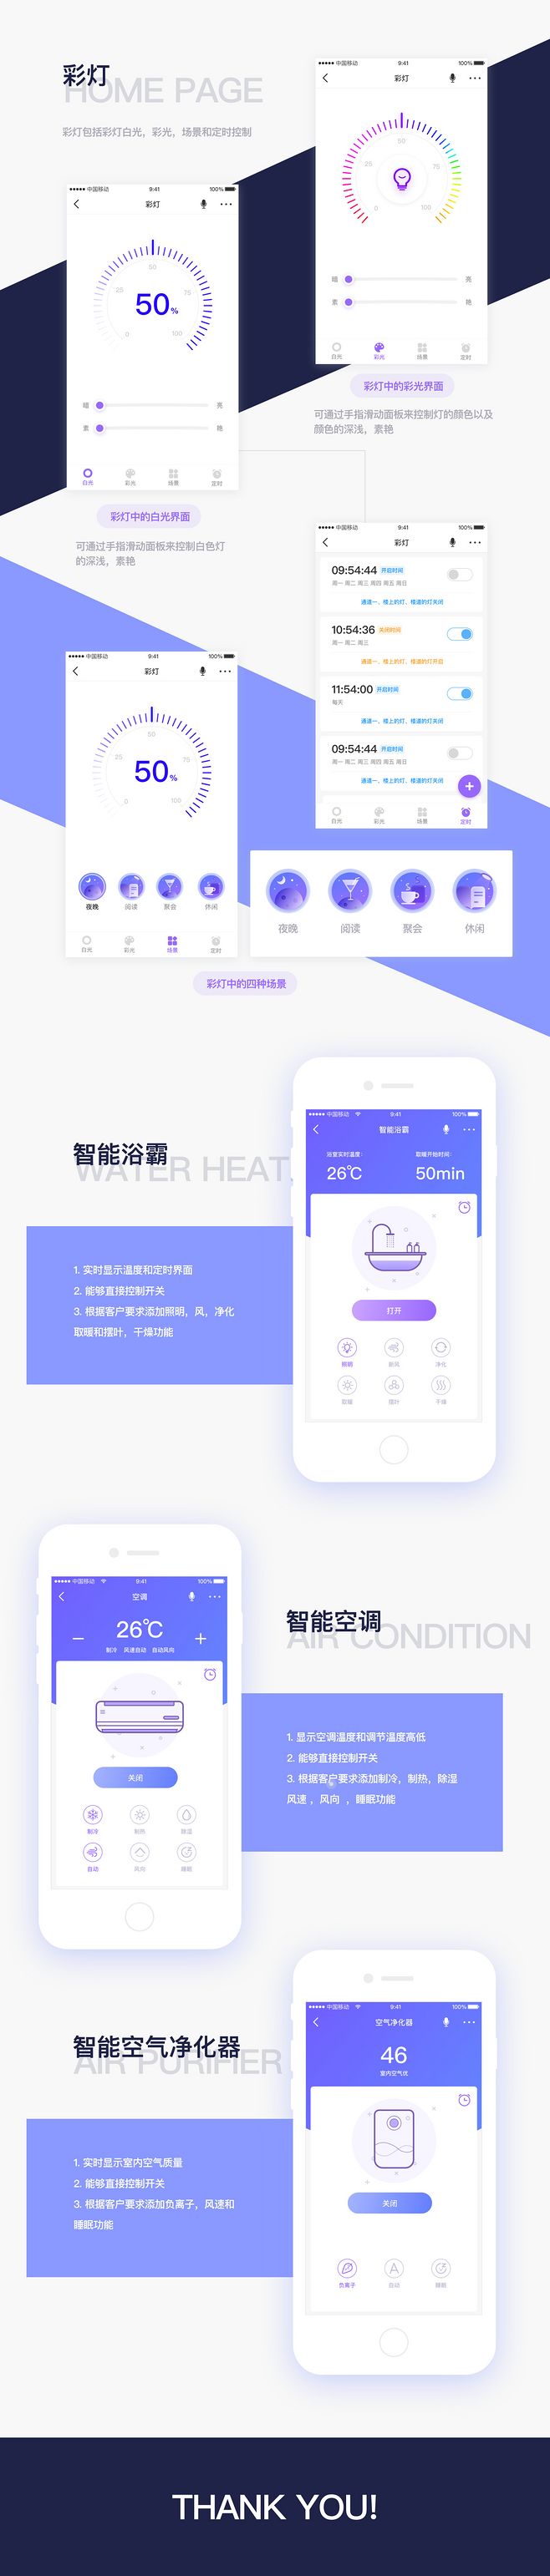 彩灯
HOME PAGE
彩灯包括彩灯白光，彩光，场景和定时控制
中国移动 9:41
彩灯
50
25 75
0 100
暗 亮
素 艳
白光 彩光 场景 定时
彩灯中的彩光界面
可通过手指滑动面板来控制灯的颜色以及
颜色的深浅，素艳
中国移动 9:41 100%
彩灯
50
25 75
50%
0 100
暗 亮
素 艳
白光 彩光 场景 定时
彩灯中的白光界面
可通过手指滑动面板来控制白色灯
的深浅，素艳
中国移动 9:41 100%
彩灯
09:54:44 开启时间
周一 周二 周三 周四 周五 周日
通道一、楼上的灯、楼道的灯关闭
10:54:36 关闭时间
周一 周二 周三
通道一、楼上的灯、楼道的灯开启
11:54:00 开启时间
每天
通道一、楼上的灯、楼道的灯关闭
09:54:44 开启时间
周一 周二 周三 周四 周五 周日
通道一、楼上的灯、楼道的灯关闭
白光 彩光 场景 定时
中国移动 9:41 100%
彩灯
50
25 75
50%
0 100
夜晚 阅读 聚会 休闲
白光 彩光 场景 定时
夜晚 阅读 聚会 休闲
彩灯中的四种场景
智能浴霸
WATER HEAT
1. 实时显示温度和定时界面
2. 能够直接控制开关
3. 根据客户要求添加照明，风，净化
取暖和摆叶，干燥功能
中国移动 9:41 100%
智能浴霸
浴室实时温度 取暖开始时间
26℃ 50min
打开
照明 新风 净化
取暖 摆叶 干燥
中国移动 9:41 100%
空调
26℃
制冷 风速自动 自动风向
关闭
制冷 制热 除湿
自动 风向 睡眠
智能空调
AIR CONDITION
1. 显示空调温度和调节温度高低
2. 能够直接控制开关
3. 根据客户要求添加制冷，制热，除湿
风速 ，风向 ，睡眠功能
智能空气净化器
AIR PURIFIER
1. 实时显示室内空气质量
2. 能够直接控制开关
3. 根据客户要求添加负离子，风速和
睡眠功能
中国移动 9:41 100%
空气净化器
46
室内空气优
关闭
负离子 自动 睡眠
THANK YOU!